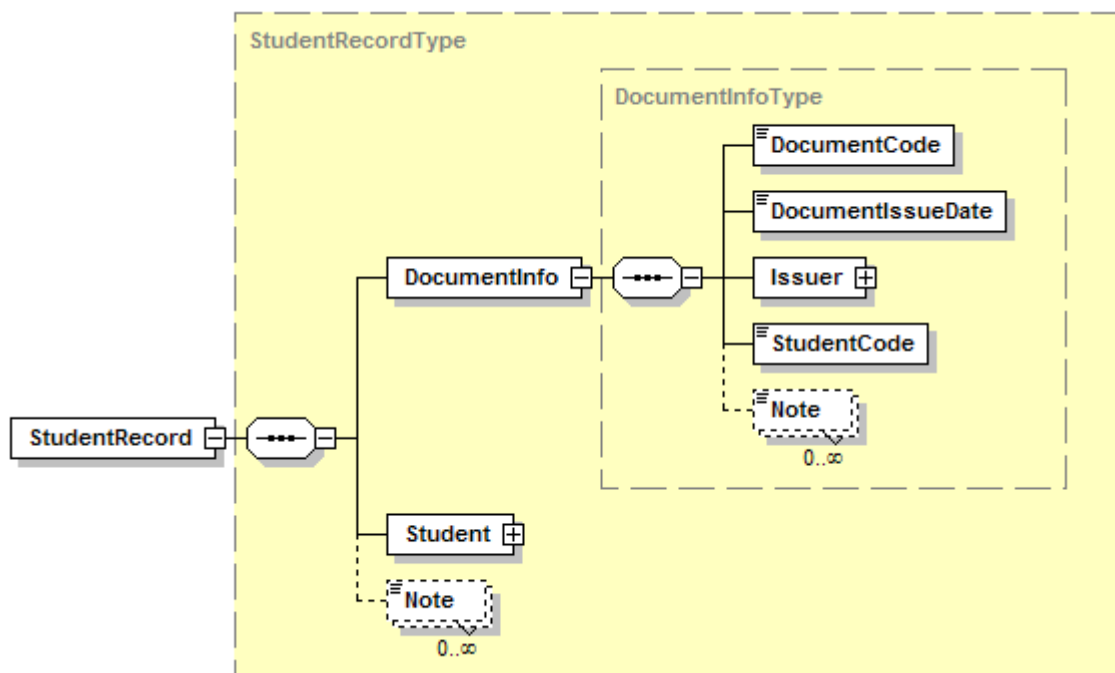 StudentRecordType
DocumentInfoType
DocumentCode
DocumentIssueDate
DocumentInfo
Issuer
StudentCode
Note
0..∞
StudentRecord
Student
Note
0..∞